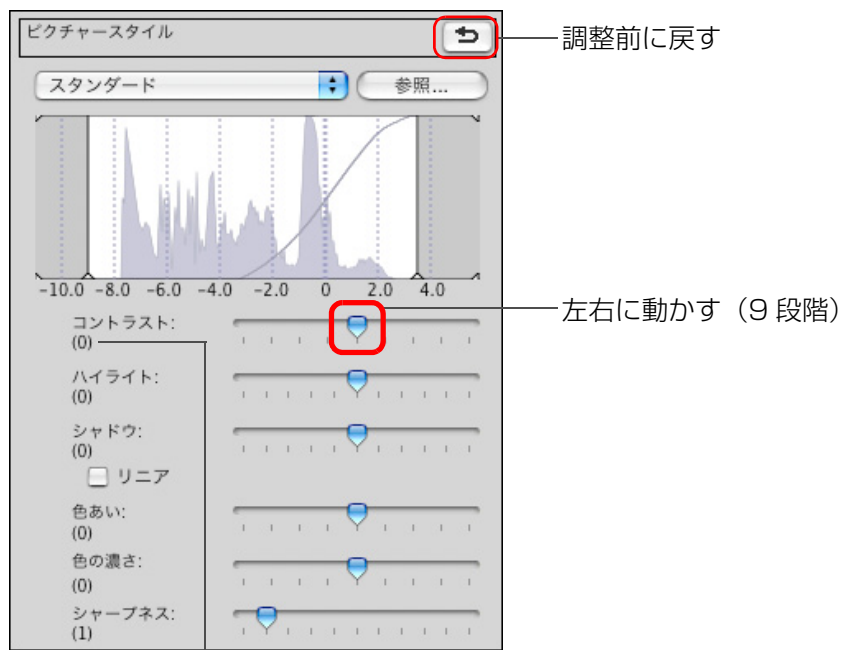 ピクチャースタイル
調整前に戻す
スタンダード
参照...
-10.0 -8.0 -6.0 -4.0 -2.0 0 2.0 4.0
左右に動かす（9 段階）
コントラスト:
(0)
ハイライト:
(0)
シャドウ:
(0)
リニア
色あい:
(0)
色の濃さ:
(0)
シャープネス:
(1)